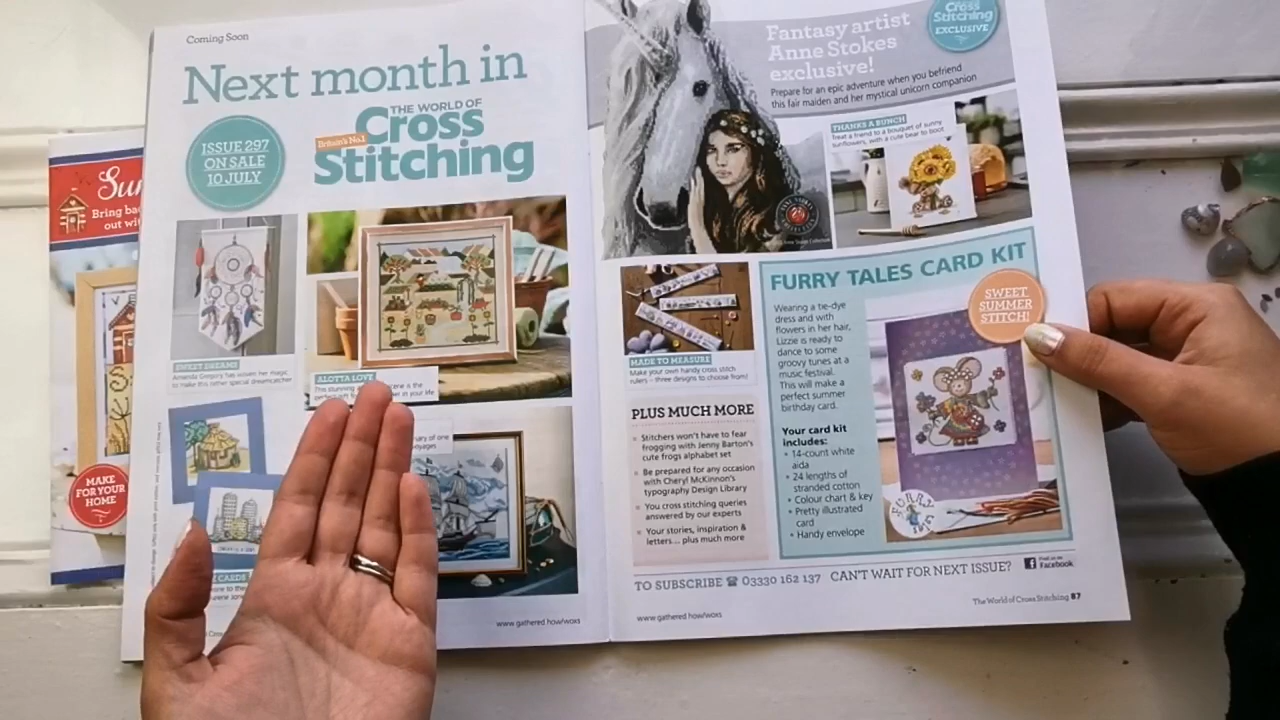 Coming Soon
Next month in
THE WORLD OF
Britain's No.1
Cross
Stitching
ISSUE 297
ON SALE
10 JULY
Bring
out
MAKE
FOR YOUR
HOME
SWEET DREAMS
Amanda Gregory has woven her magic
to make this rather special dreamcatcher
ALOTTA LOVE
This stunning
at your life
CARDS
www.gathered.how/woxs
Cross
Stitching
EXCLUSIVE
Fantasy artist
Anne Stokes
exclusive!
Prepare for an epic adventure when you befriend
this fair maiden and her mystical unicorn companion
THANKS A BUNCH
Treat a friend to a bouquet of sunny
sunflowers, with a cute bear to boot
MADE TO MEASURE
Make your own handy cross stitch
rulers – three designs to choose from!
PLUS MUCH MORE
Stitchers won't have to fear
frogging with Jenny Barton's
cute frogs alphabet set
Be prepared for any occasion
with Cheryl McKinnon's
typography Design Library
You cross stitching queries
answered by our experts
Your stories, inspiration &
letters... plus much more
FURRY TALES CARD KIT
SWEET
SUMMER
STITCH!
Wearing a tie-dye
dress and with
flowers in her hair,
Lizzie is ready to
dance to some
groovy tunes at a
music festival.
This will make a
perfect summer
birthday card.
Your card kit
includes:
• 14-count white
aida
• 24 lengths of
stranded cotton
• Colour chart & key
• Pretty illustrated
card
• Handy envelope
FURRY
TO SUBSCRIBE ☎ 03330 162 137 CAN'T WAIT FOR NEXT ISSUE?
Find us on
Facebook
www.gathered.how/woxs
The World of Cross Stitching 87